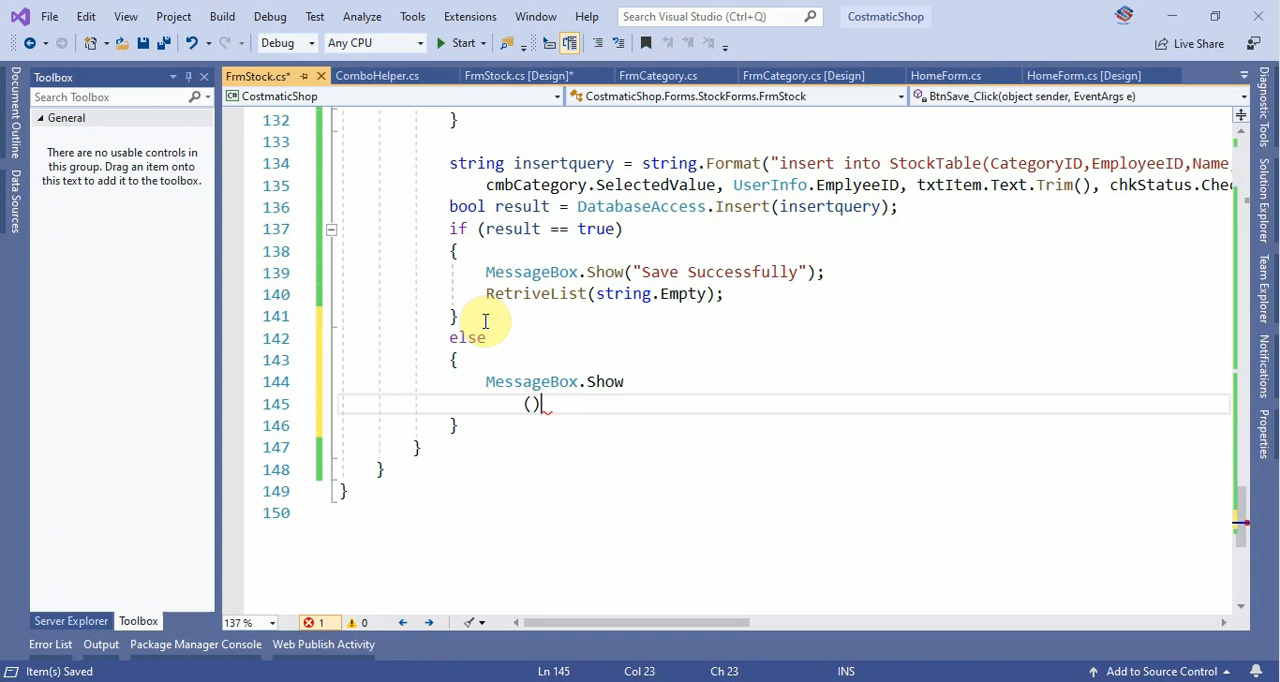 File Edit View Project Build Debug Test Analyze Tools Extensions Window Help Search Visual Studio (Ctrl+Q) CostmaticShop
Debug Any CPU Start Live Share
Toolbox
Search Toolbox
General
There are no usable controls in
this group. Drag an item onto
this text to add it to the toolbox.
Document Outline
Data Sources
FrmStock.cs* ComboHelper.cs FrmStock.cs [Design]* FrmCategory.cs FrmCategory.cs [Design] HomeForm.cs HomeForm.cs [Design]
CostmaticShop CostmaticShop.Forms.StockForms.FrmStock BtnSave_Click(object sender, EventArgs e)
132 }
133
134 string insertquery = string.Format("insert into StockTable(CategoryID,EmployeeID,Name
135 cmbCategory.SelectedValue, UserInfo.EmplyeeID, txtItem.Text.Trim(), chkStatus.Che
136 bool result = DatabaseAccess.Insert(insertquery);
137 if (result == true)
138 {
139 MessageBox.Show("Save Successfully");
140 RetriveList(string.Empty);
141 }
142 else
143 {
144 MessageBox.Show
145 ()
146 }
147 }
148 }
149 }
150
Diagnostic Tools
Solution Explorer
Team Explorer
Notifications
Properties
Server Explorer Toolbox
137 % 1 0
Error List Output Package Manager Console Web Publish Activity
Item(s) Saved Ln 145 Col 23 Ch 23 INS Add to Source Control